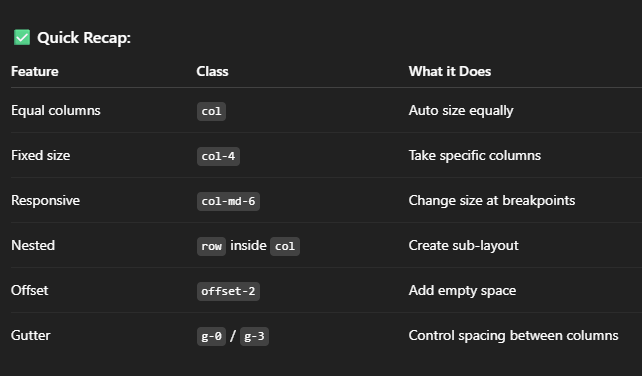 ✅ Quick Recap:
Feature Class What it Does
Equal columns col Auto size equally
Fixed size col-4 Take specific columns
Responsive col-md-6 Change size at breakpoints
Nested row inside col Create sub-layout
Offset offset-2 Add empty space
Gutter g-0 / g-3 Control spacing between columns